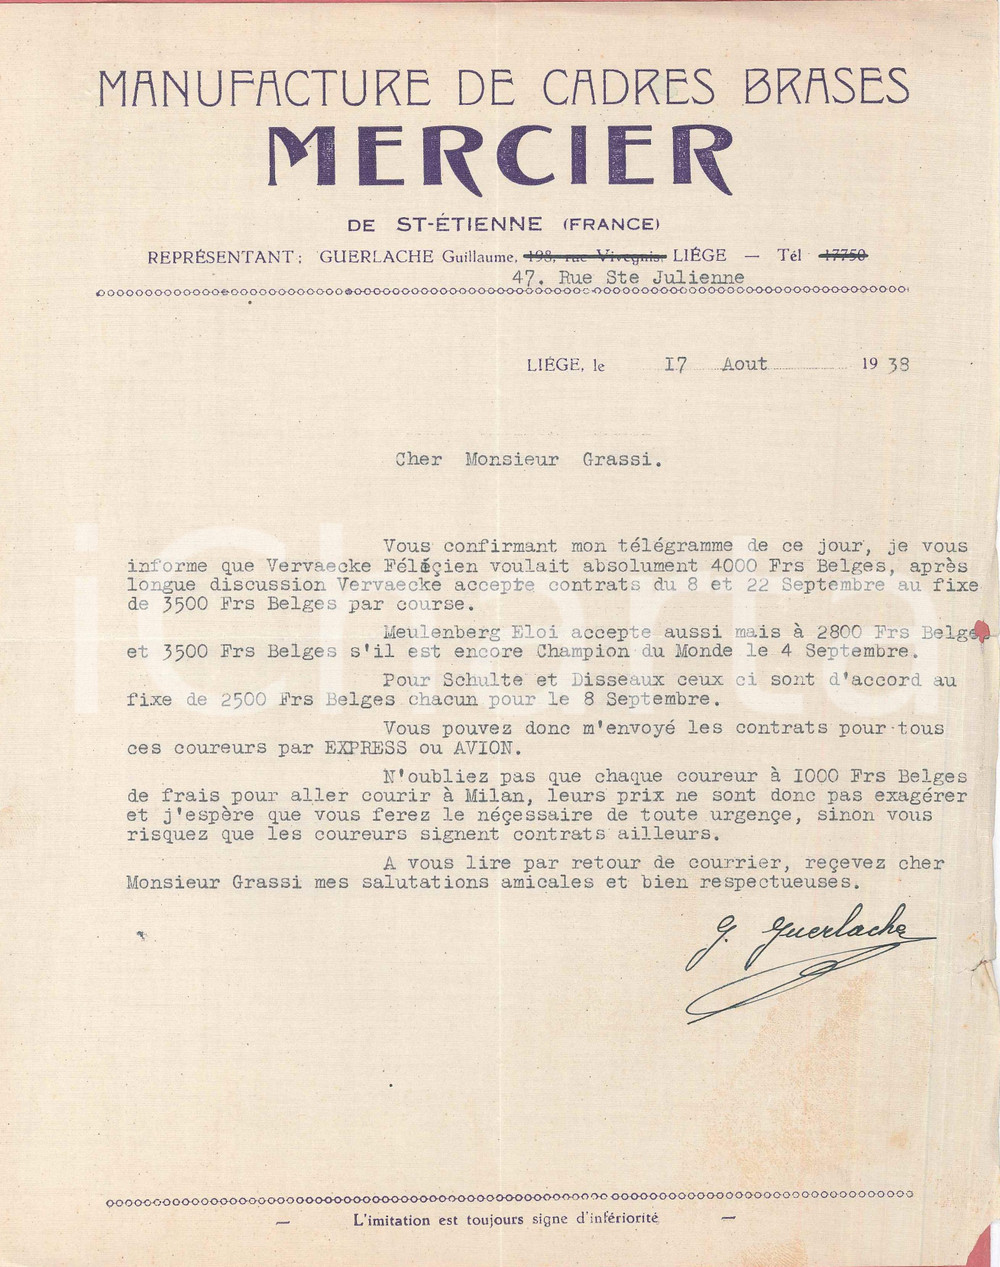 MANUFACTURE DE CADRES BRASES
MERCIER
DE ST-ÉTIENNE (FRANCE)
REPRÉSENTANT: GUERLACHE Guillaume, 198, rue Vivegnis. LIÉGE — Tél 17750
47. Rue Ste Julienne
LIÉGE, le 17 Aout 1938
Cher Monsieur Grassi.
Vous confirmant mon télégramme de ce jour, je vous
informe que Vervaecke Féléçien voulait absolument 4000 Frs Belges, après
longue discussion Vervaecke accepte contrats du 8 et 22 Septembre au fixe
de 3500 Frs Belges par course.
Meulenberg Eloi accepte aussi mais à 2800 Frs Belges
et 3500 Frs Belges s'il est encore Champion du Monde le 4 Septembre.
Pour Schulte et Disseaux ceux ci sont d'accord au
fixe de 2500 Frs Belges chacun pour le 8 Septembre.
Vous pouvez donc m'envoyé les contrats pour tous
ces coureurs par EXPRESS ou AVION.
N'oubliez pas que chaque coureur à I000 Frs Belges
de frais pour aller courir à Milan, leurs prix ne sont donc pas exagérer
et j'espère que vous ferez le néçessaire de toute urgençe, sinon vous
risquez que les coureurs signent contrats ailleurs.
A vous lire par retour de courrier, reçevez cher
Monsieur Grassi mes salutations amicales et bien respectueuses.
G. Guerlache
iCharta
— L'imitation est toujours signe d'infériorité —